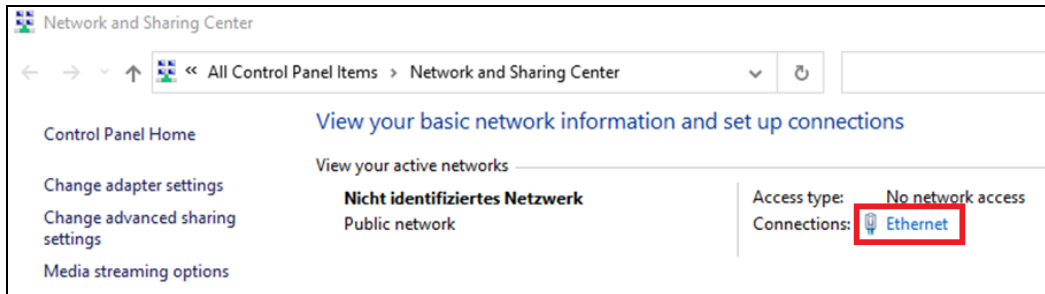 Network and Sharing Center
« All Control Panel Items > Network and Sharing Center
Control Panel Home
View your basic network information and set up connections
View your active networks
Change adapter settings
Nicht identifiziertes Netzwerk
Access type: No network access
Change advanced sharing
settings
Public network
Connections: Ethernet
Media streaming options